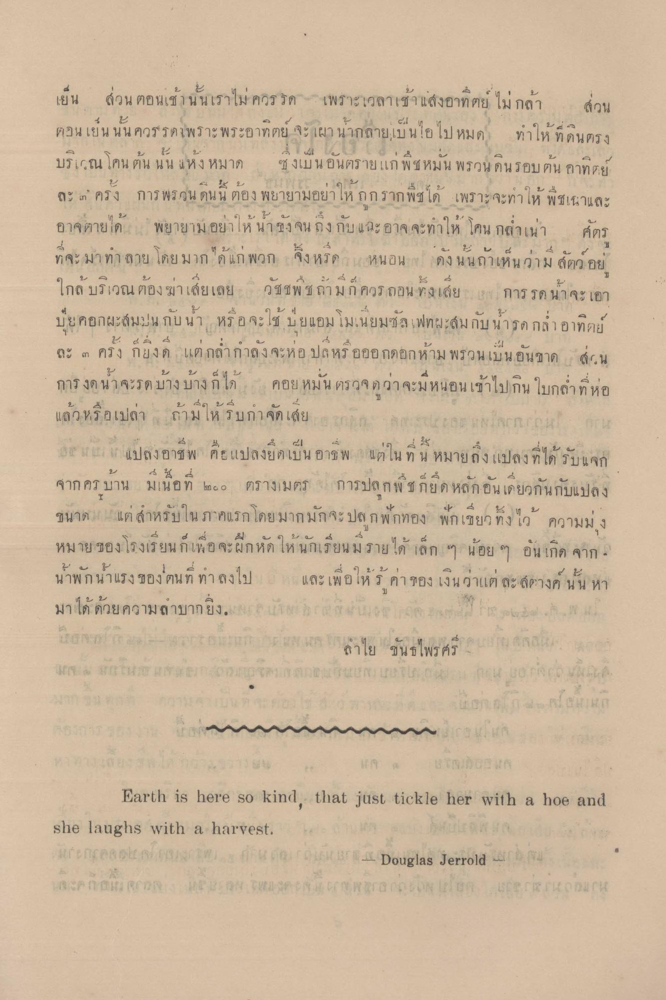 เย็น ส่วนตอนเช้านั้นเราไม่ควรรด เพราะเวลาเช้าแสงอาทิตย์ไม่กล้า ส่วน
ตอนเย็นนั้นควรรดเพราะพระอาทิตย์จะเผาน้ำกลายเป็นไอไปหมด ทำให้ที่ดินตรง
บริเวณโคนต้นนั้นแห้งหมาด ซึ่งเป็นอันตรายแก่พืชหมั่นพรวนดินรอบต้นอาทิตย์
ละ ๓ ครั้ง การพรวนดินนี้ต้องพยายามอย่าให้ถูกรากพืชได้ เพราะจะทำให้พืชเฉาและ
อาจตายได้ พยายามอย่าให้น้ำขังจนถึงกับแฉะอาจจะทำให้โคนกล่ำเน่า ศัตรู
ที่จะมาทำลายโดยมากได้แก่พวก จิ้งหรีด หนอน ดังนั้นถ้าเห็นว่ามีสัตว์อยู่
ใกล้บริเวณต้องฆ่าเสียเลย วัชชพืชถ้ามีก็ควรถอนทิ้งเสีย การรดน้ำจะเอา
ปุ๋ยคอกผะสมปนกับน้ำ หรือจะใช้ปุ๋ยแอมโมเนี่ยมซัลเฟทผะสมกับน้ำรดกล่ำอาทิตย์
ละ ๓ ครั้ง ก็ยิ่งดี แต่กล่ำกำลังจะห่อปลีหรือออกดอกห้ามพรวนเป็นอันขาด ส่วน
การงดน้ำจะรดบ้างบ้างก็ได้ คอยหมั่นตรวจดูว่าจะมีหนอนเข้าไปกินใบกล่ำที่ห่อ
แล้วหรือเปล่า ถ้ามีให้รีบกำจัดเสีย
แปลงอาชีพ คือแปลงยึดเป็นอาชีพ แต่ในที่นี้หมายถึงแปลงที่ได้รับแจก
จากครูบ้าน มีเนื้อที่ ๒๐๐ ตรางเมตร การปลูกพืชก็ยึดหลักอันเดียวกันกับแปลง
ขนาด แต่สำหรับในภาคแรกโดยมากมักจะปลูกฟักทอง ฟักเขียวทิ้งไว้ ความมุ่ง
หมายของโรงเรียนก็เพื่อจะฝึกหัดให้นักเรียนมีรายได้เล็ก ๆ น้อย ๆ อันเกิดจาก-
น้ำพักน้ำแรงของตนที่ทำลงไป และเพื่อให้รู้ค่าของเงินว่าแต่ละสตางค์นั้นหา
มาได้ด้วยความลำบากยิ่ง.
ลำไย ขันธไพรศรี
Earth is here so kind, that just tickle her with a hoe and
she laughs with a harvest.
— Douglas Jerrold —